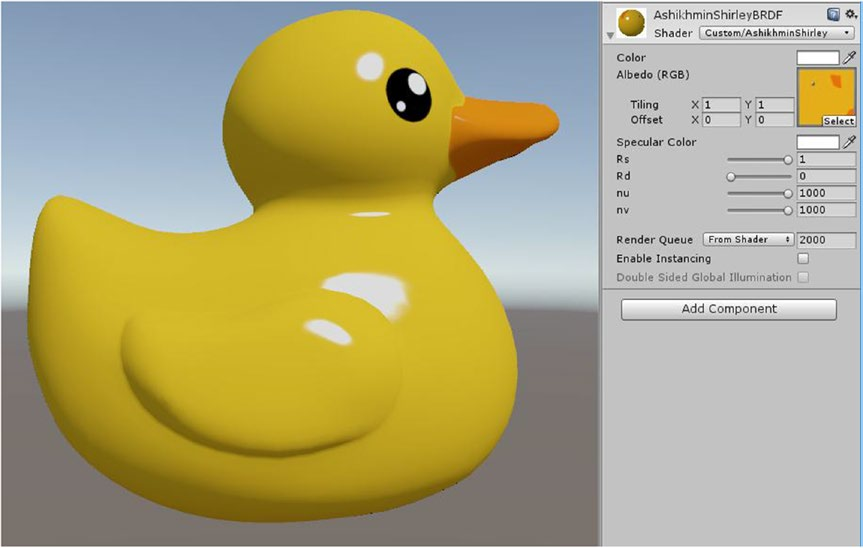 AshikhminShirleyBRDF
Shader Custom/AshikhminShirley
Color
Albedo (RGB)
Tiling X 1 Y 1
Offset X 0 Y 0
Select
Specular Color
Rs 1
Rd 0
nu 1000
nv 1000
Render Queue From Shader 2000
Enable Instancing
Double Sided Global Illumination
Add Component